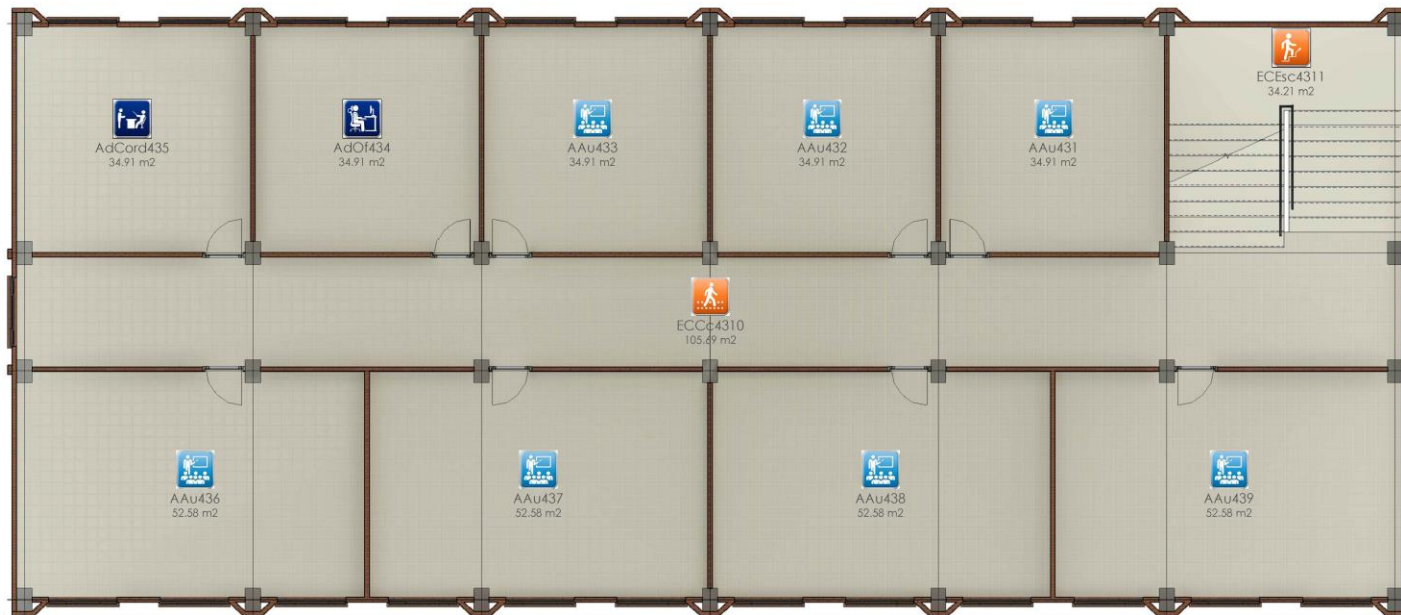 ECEsc4311
34.21 m2
AdCord435
34.91 m2
AdOf434
34.91 m2
AAu433
34.91 m2
AAu432
34.91 m2
AAu431
34.91 m2
ECCc4310
105.69 m2
AAu436
52.58 m2
AAu437
52.58 m2
AAu438
52.58 m2
AAu439
52.58 m2